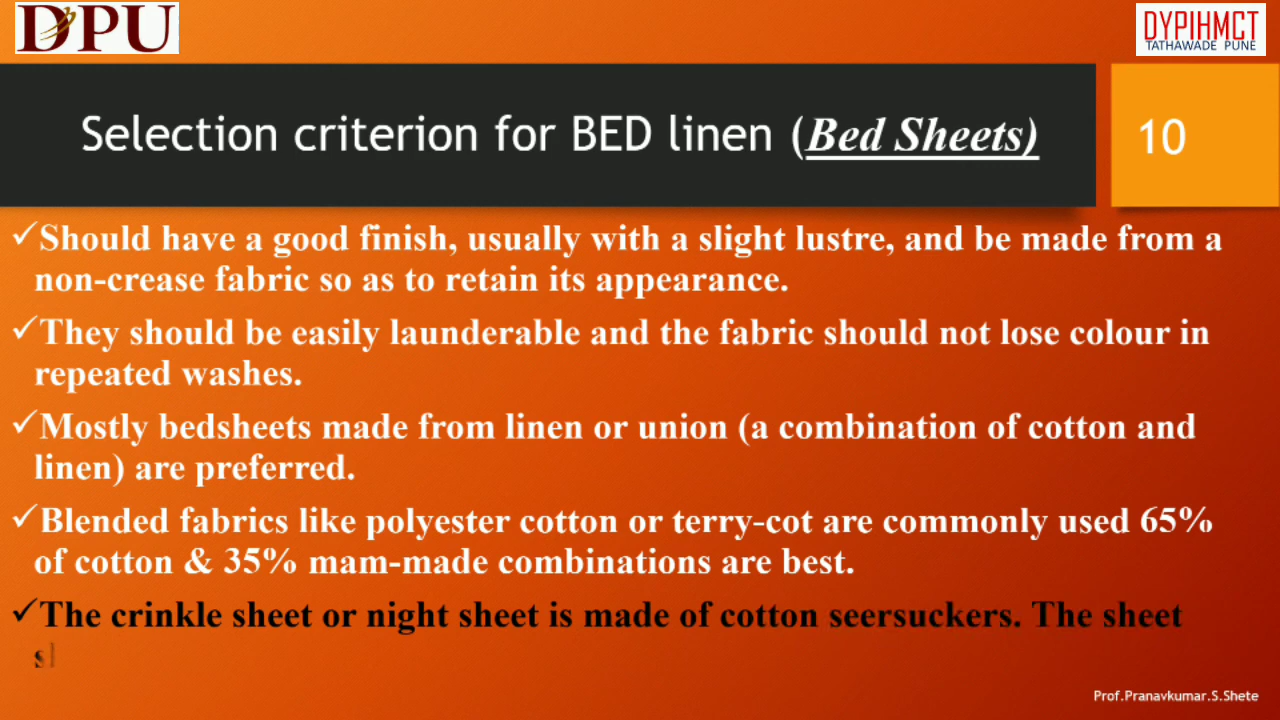 DPU
DYPIHMCT
TATHAWADE PUNE
Selection criterion for BED linen (Bed Sheets)
10
✓Should have a good finish, usually with a slight lustre, and be made from a
non-crease fabric so as to retain its appearance.
✓They should be easily launderable and the fabric should not lose colour in
repeated washes.
✓Mostly bedsheets made from linen or union (a combination of cotton and
linen) are preferred.
✓Blended fabrics like polyester cotton or terry-cot are commonly used 65%
of cotton & 35% mam-made combinations are best.
✓The crinkle sheet or night sheet is made of cotton seersuckers. The sheet
Prof.Pranavkumar.S.Shete